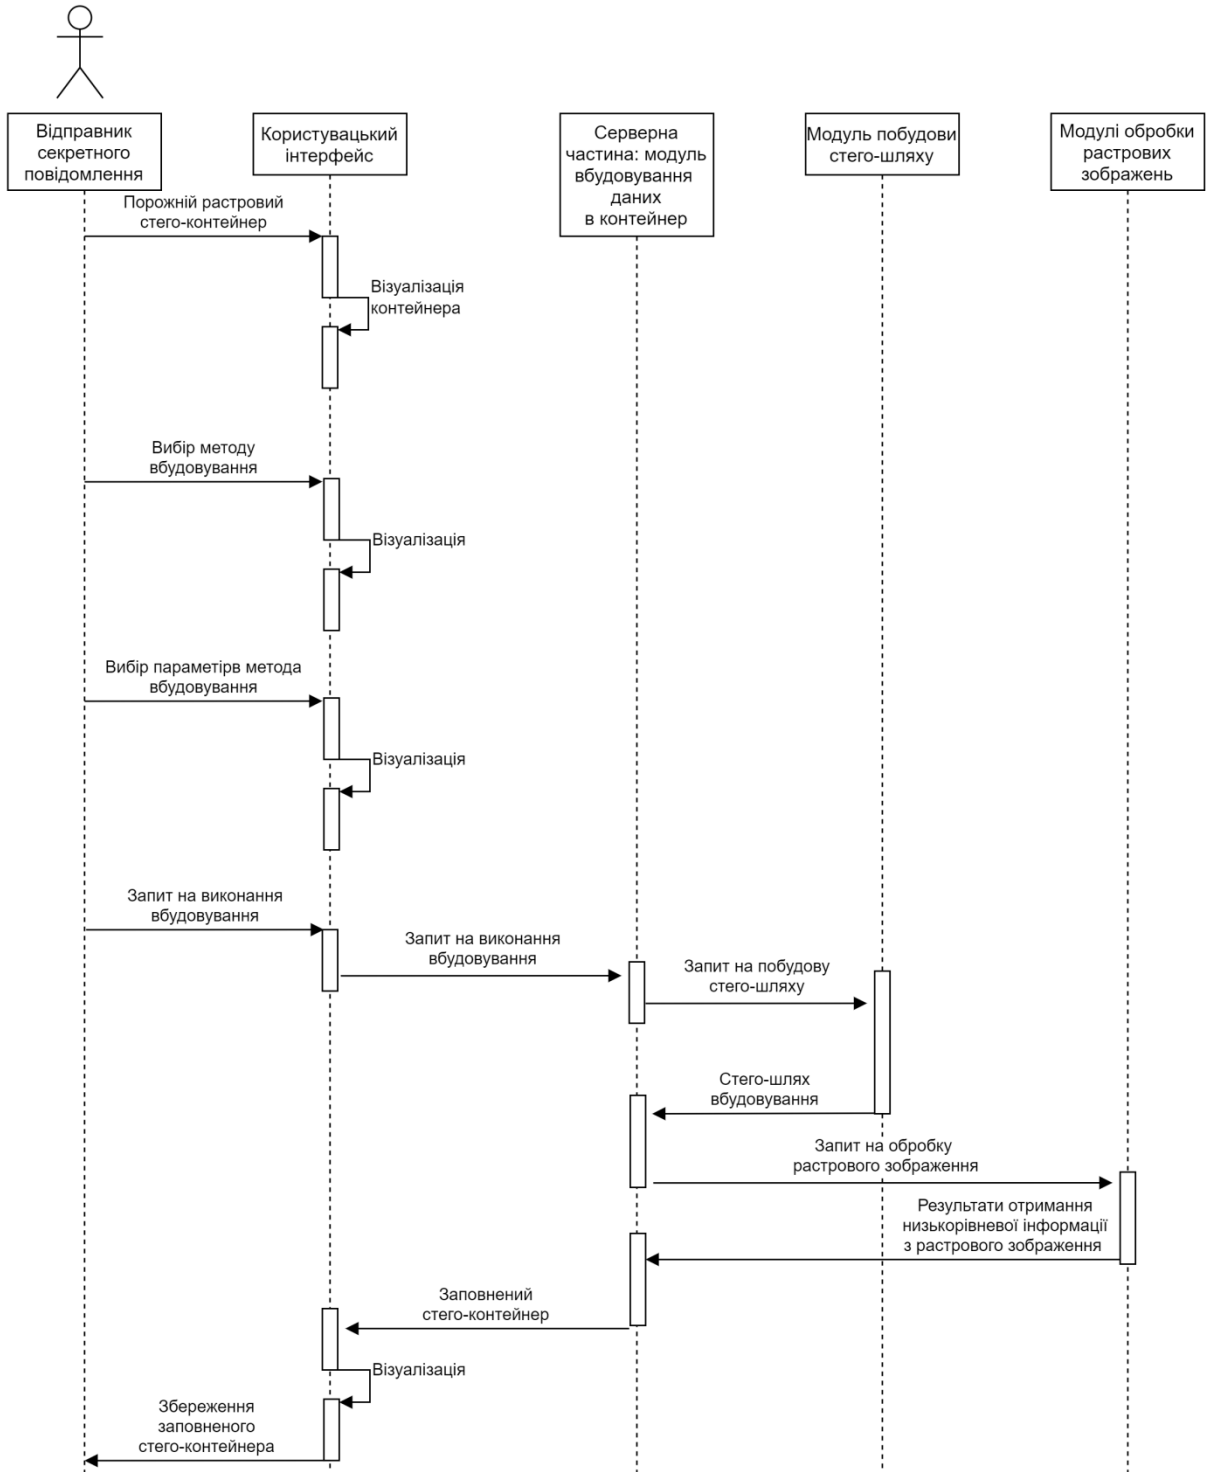 Відправник
секретного
повідомлення
Користувацький
інтерфейс
Серверна
частина: модуль
вбудовування
даних
в контейнер
Модуль побудови
стего-шляху
Модулі обробки
растрових
зображень
Порожній растровий
стего-контейнер
Візуалізація
контейнера
Вибір методу
вбудовування
Візуалізація
Вибір параметірв метода
вбудовування
Візуалізація
Запит на виконання
вбудовування
Запит на виконання
вбудовування
Запит на побудову
стего-шляху
Стего-шлях
вбудовування
Запит на обробку
растрового зображення
Результати отримання
низькорівневої інформації
з растрового зображення
Заповнений
стего-контейнер
Візуалізація
Збереження
заповненого
стего-контейнера